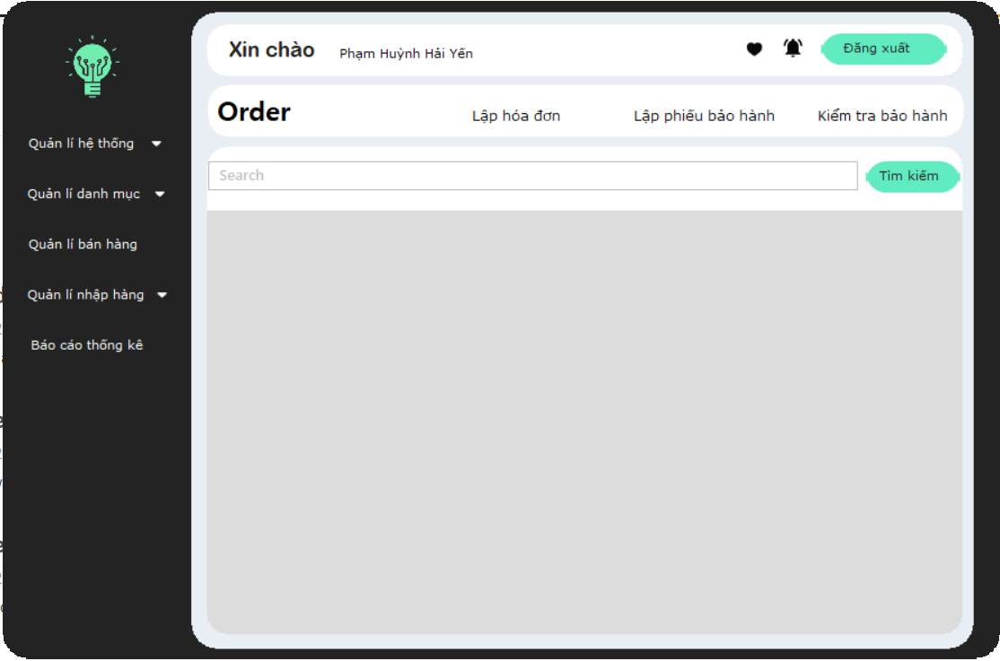 Xin chào
Phạm Huỳnh Hải Yến
Đăng xuất
Order
Lập hóa đơn
Lập phiếu bảo hành
Kiểm tra bảo hành
Search
Tìm kiếm
Quản lí hệ thống
Quản lí danh mục
Quản lí bán hàng
Quản lí nhập hàng
Báo cáo thống kê